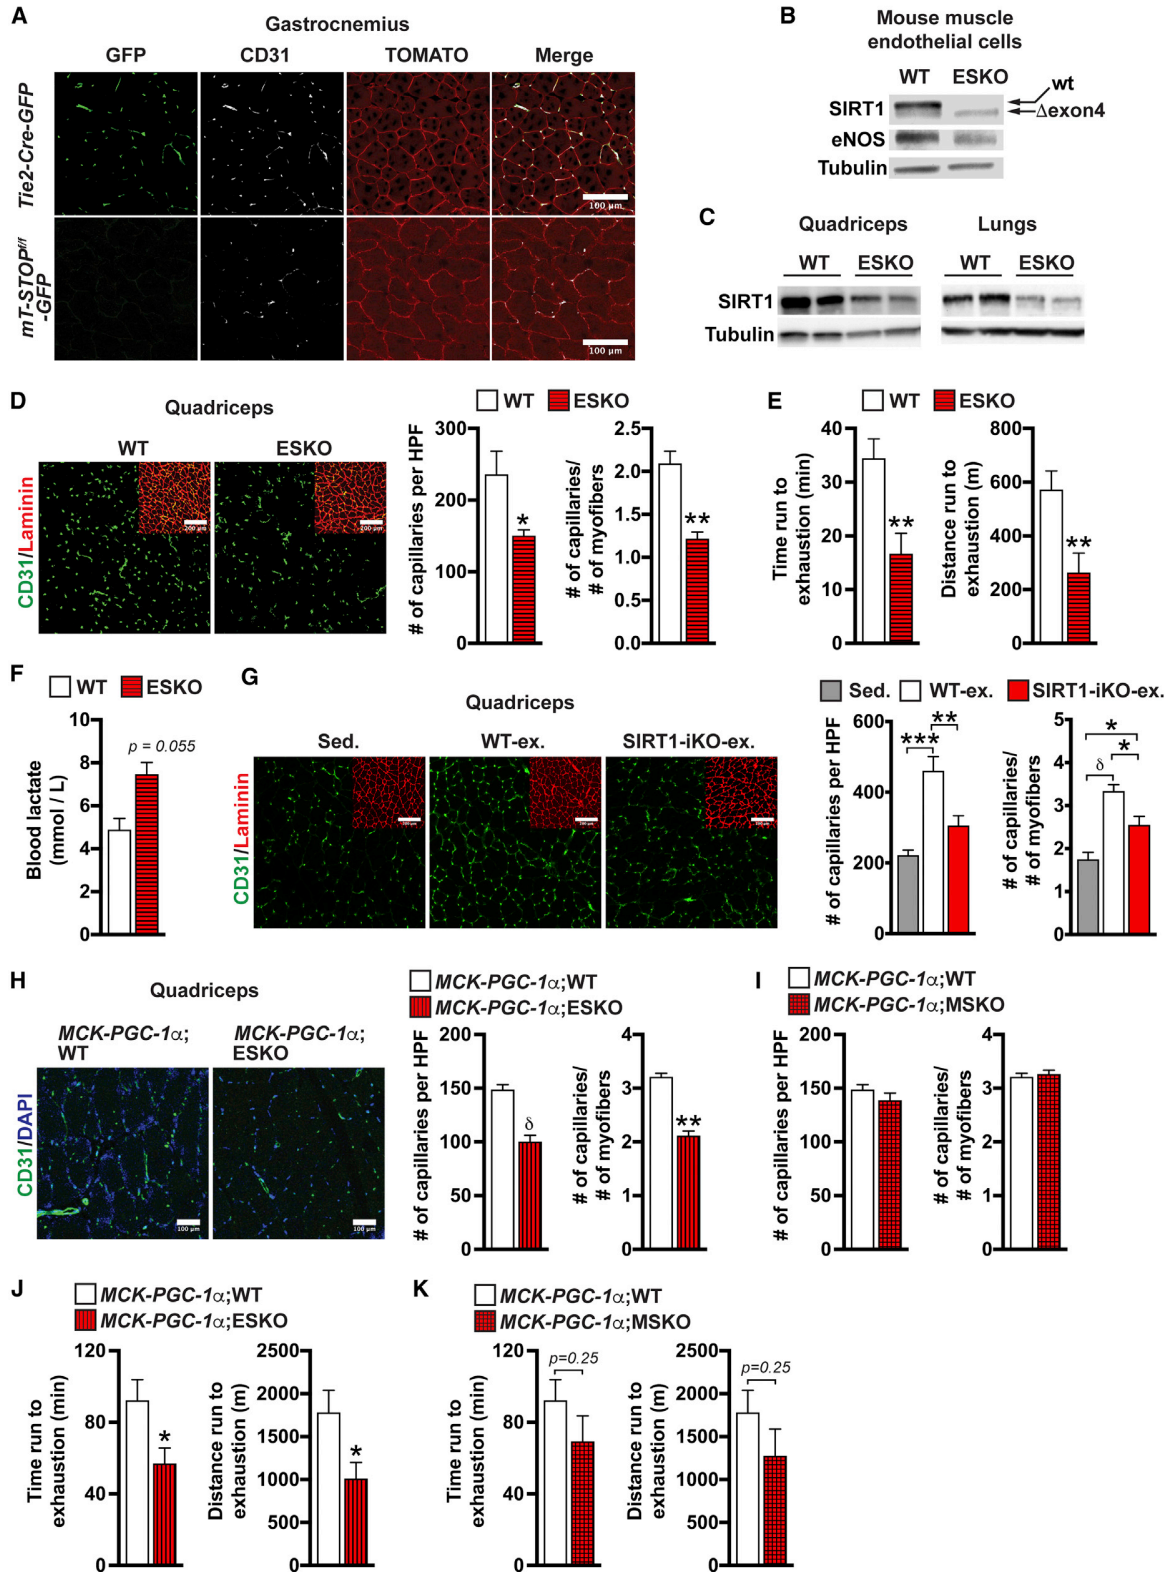 A
Gastrocnemius
GFP
CD31
TOMATO
Merge
Tie2-Cre-GFP
mT-STOPf/f
-GFP
100 µm
100 µm
B
Mouse muscle
endothelial cells
WT
ESKO
SIRT1
wt
Δexon4
eNOS
Tubulin
C
Quadriceps
Lungs
WT
ESKO
WT
ESKO
SIRT1
Tubulin
D
Quadriceps
WT
ESKO
CD31/Laminin
200 µm
200 µm
WT
ESKO
# of capillaries per HPF
300
200
100
0
*
# of capillaries/
# of myofibers
2.5
2.0
1.5
1.0
0.5
0.0
**
E
WT
ESKO
Time run to
exhaustion (min)
40
30
20
10
0
**
Distance run to
exhaustion (m)
800
600
400
200
0
**
F
WT
ESKO
Blood lactate
(mmol / L)
10
8
6
4
2
0
p = 0.055
G
Quadriceps
Sed.
WT-ex.
SIRT1-iKO-ex.
CD31/Laminin
Sed.
WT-ex.
SIRT1-iKO-ex.
# of capillaries per HPF
600
400
200
0
***
**
# of capillaries/
# of myofibers
5
4
3
2
1
0
*
δ
*
H
Quadriceps
MCK-PGC-1α;
WT
MCK-PGC-1α;
ESKO
CD31/DAPI
100 µm
100 µm
MCK-PGC-1α;WT
MCK-PGC-1α;ESKO
# of capillaries per HPF
200
150
100
50
0
δ
# of capillaries/
# of myofibers
4
3
2
1
0
**
I
MCK-PGC-1α;WT
MCK-PGC-1α;MSKO
# of capillaries per HPF
200
150
100
50
0
# of capillaries/
# of myofibers
4
3
2
1
0
J
MCK-PGC-1α;WT
MCK-PGC-1α;ESKO
Time run to
exhaustion (min)
120
80
40
0
*
Distance run to
exhaustion (m)
2500
2000
1500
1000
500
0
*
K
MCK-PGC-1α;WT
MCK-PGC-1α;MSKO
Time run to
exhaustion (min)
120
80
40
0
p=0.25
Distance run to
exhaustion (m)
2500
2000
1500
1000
500
0
p=0.25